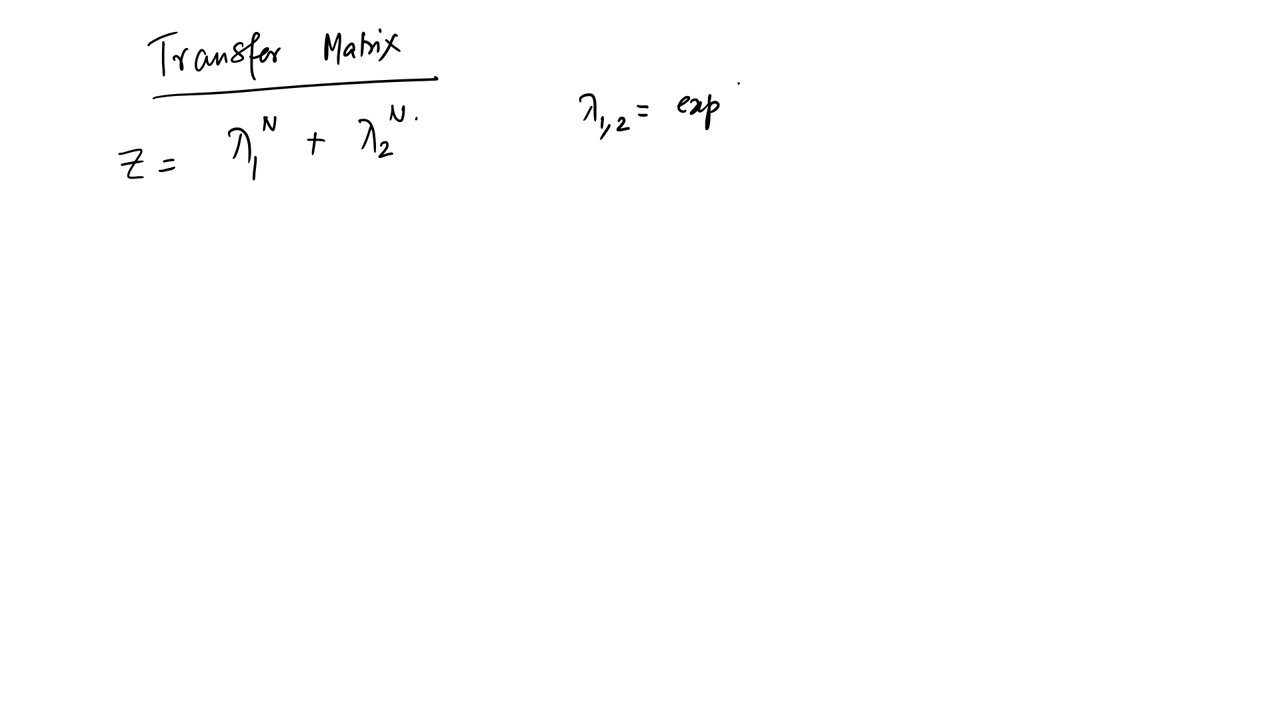 Transfer Matrix
Z = λ₁ᴺ + λ₂ᴺ.
λ₁,₂ = exp